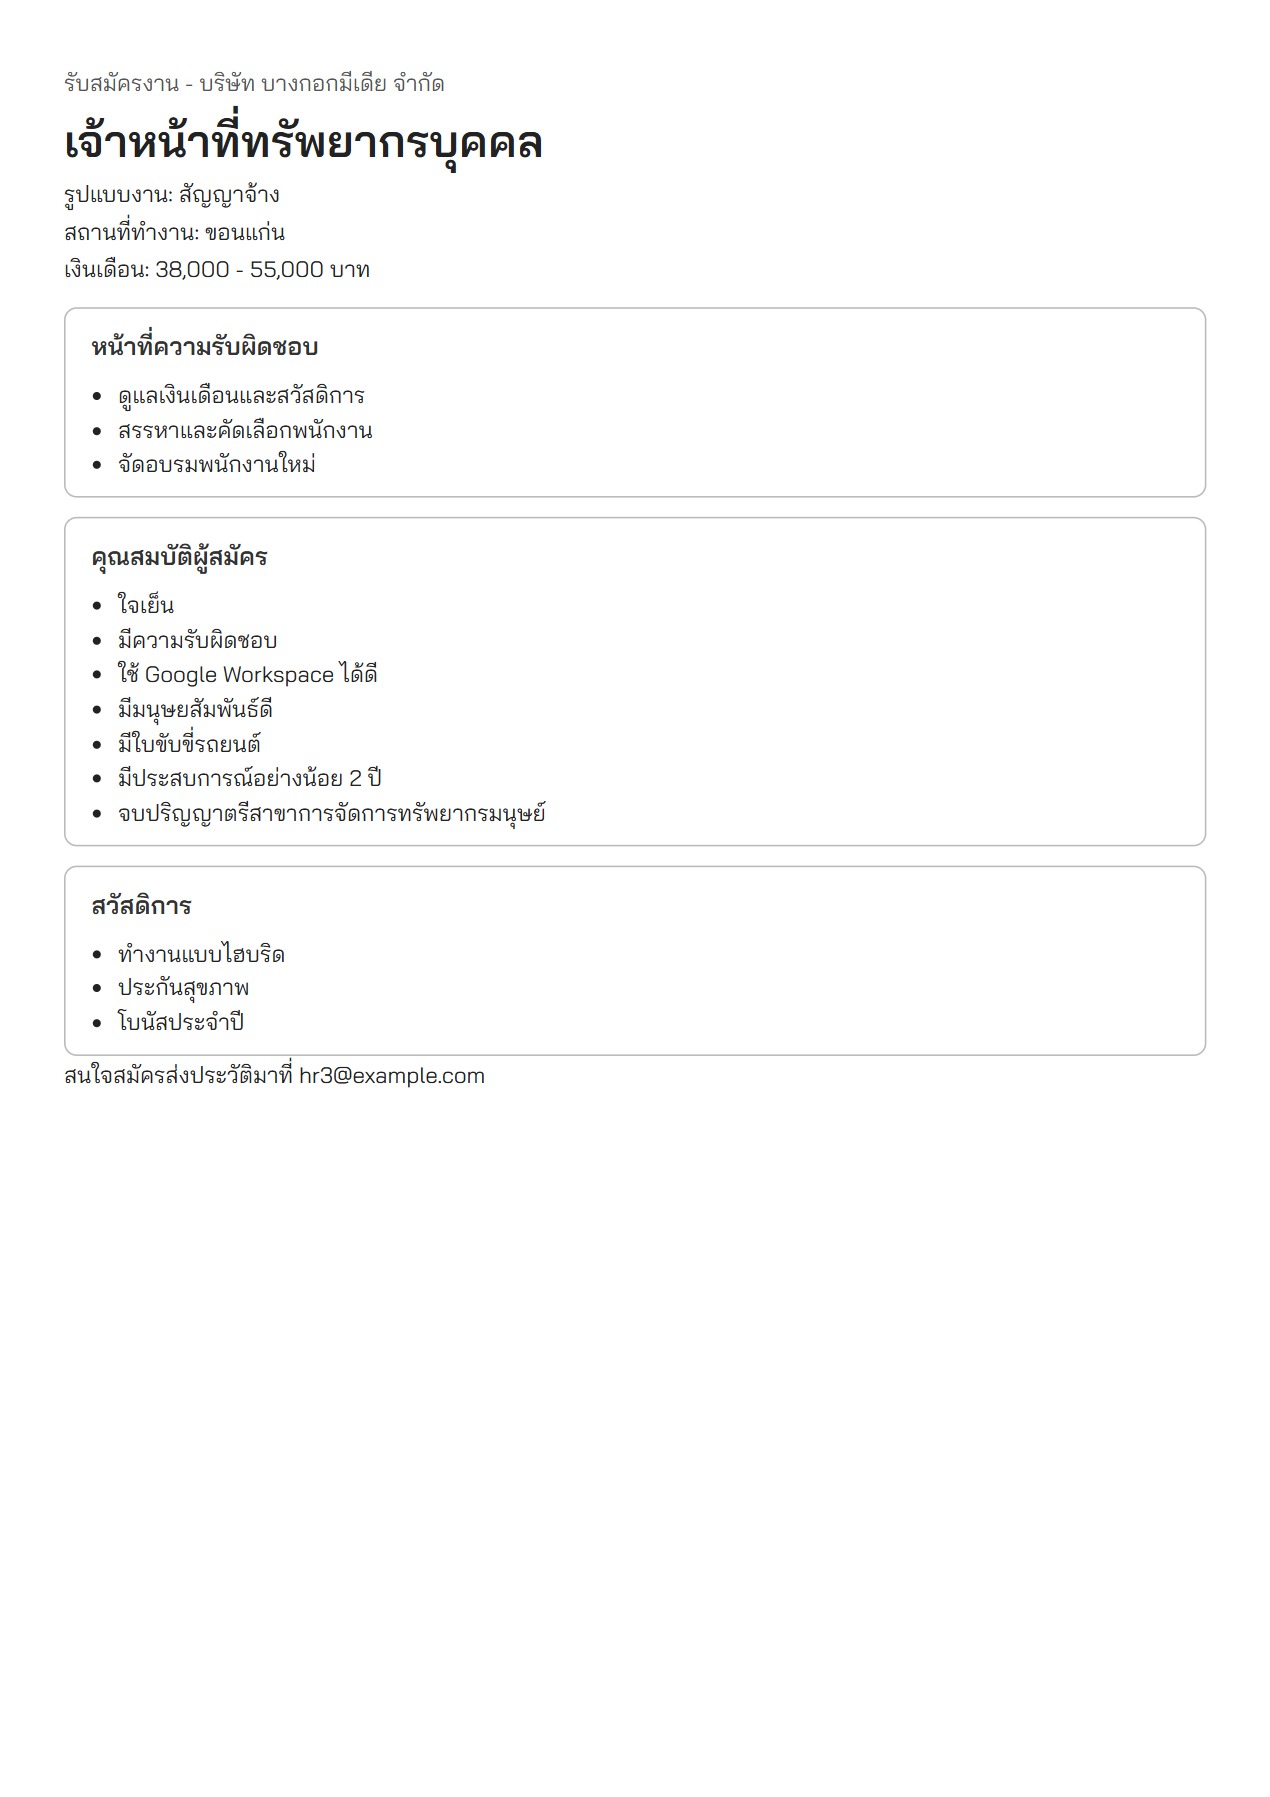 รับสมัครงาน - บริษัท บางกอกมีเดีย จำกัด
เจ้าหน้าที่ทรัพยากรบุคคล
รูปแบบงาน: สัญญาจ้าง
สถานที่ทำงาน: ขอนแก่น
เงินเดือน: 38,000 - 55,000 บาท
หน้าที่ความรับผิดชอบ
• ดูแลเงินเดือนและสวัสดิการ
• สรรหาและคัดเลือกพนักงาน
• จัดอบรมพนักงานใหม่
คุณสมบัติผู้สมัคร
• ใจเย็น
• มีความรับผิดชอบ
• ใช้ Google Workspace ได้ดี
• มีมนุษยสัมพันธ์ดี
• มีใบขับขี่รถยนต์
• มีประสบการณ์อย่างน้อย 2 ปี
• จบปริญญาตรีสาขาการจัดการทรัพยากรมนุษย์
สวัสดิการ
• ทำงานแบบไฮบริด
• ประกันสุขภาพ
• โบนัสประจำปี
สนใจสมัครส่งประวัติมาที่ hr3@example.com